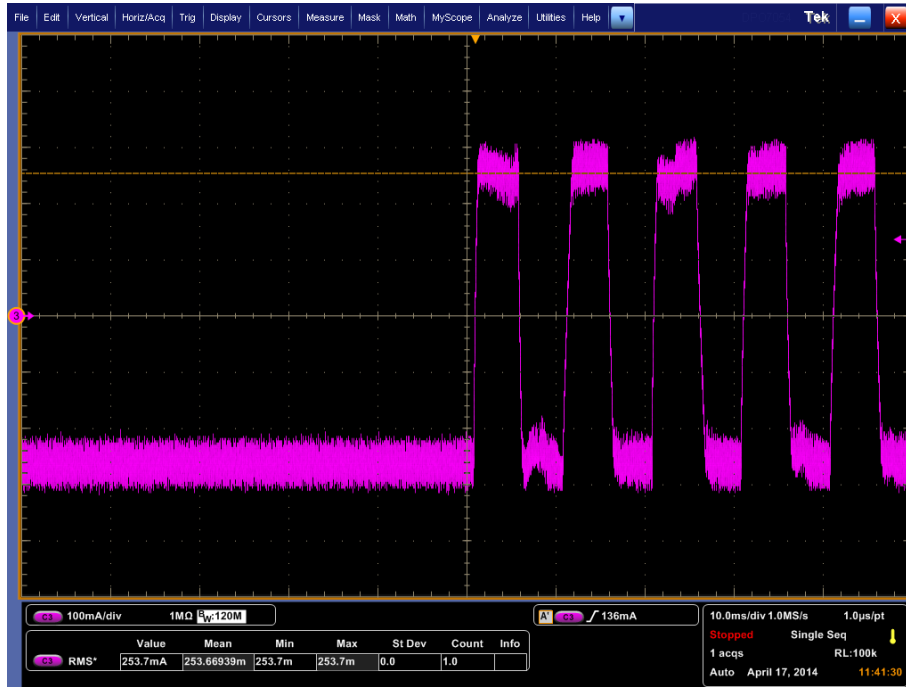 File Edit Vertical Horiz/Acq Trig Display Cursors Measure Mask Math MyScope Analyze Utilities Help Tek X
3
C3 100mA/div 1MΩ BW:120M
A' C3 136mA
10.0ms/div 1.0MS/s 1.0µs/pt
Stopped Single Seq
1 acqs RL:100k
Auto April 17, 2014 11:41:30
Value Mean Min Max St Dev Count Info
C3 RMS* 253.7mA 253.66939m 253.7m 253.7m 0.0 1.0